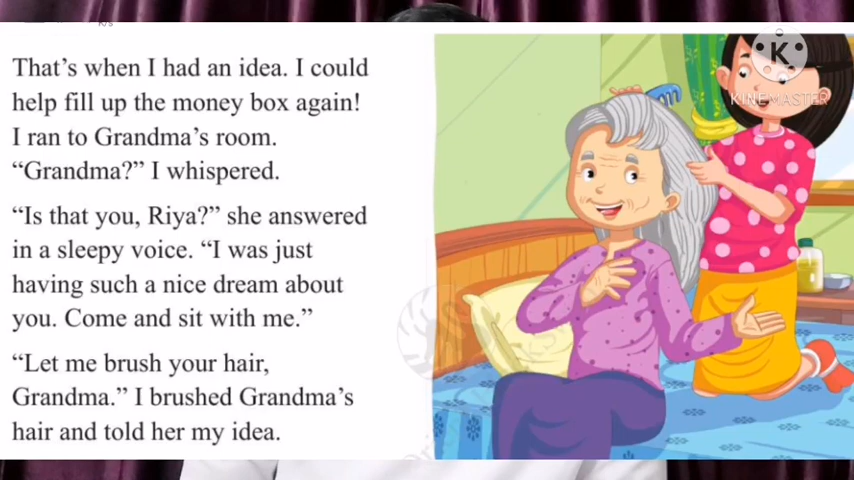 K/s
That's when I had an idea. I could
help fill up the money box again!
I ran to Grandma's room.
“Grandma?” I whispered.
“Is that you, Riya?” she answered
in a sleepy voice. “I was just
having such a nice dream about
you. Come and sit with me.”
“Let me brush your hair,
Grandma.” I brushed Grandma's
hair and told her my idea.
K
KINEMASTER